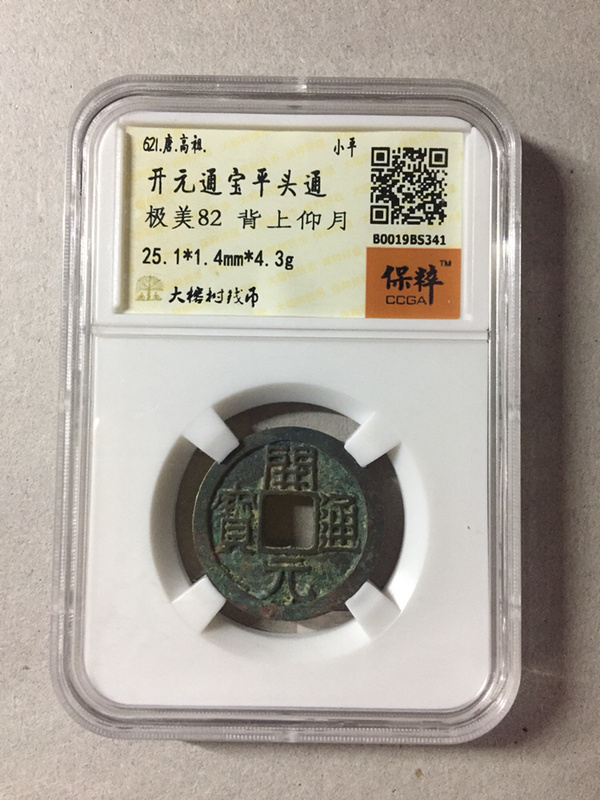 621.唐.高祖.
小平
开元通宝平头通
极美82 背上仰月
B0019BS341
25.1*1.4mm*4.3g
保粹™
CCGA
大榕树钱币
開元通寶